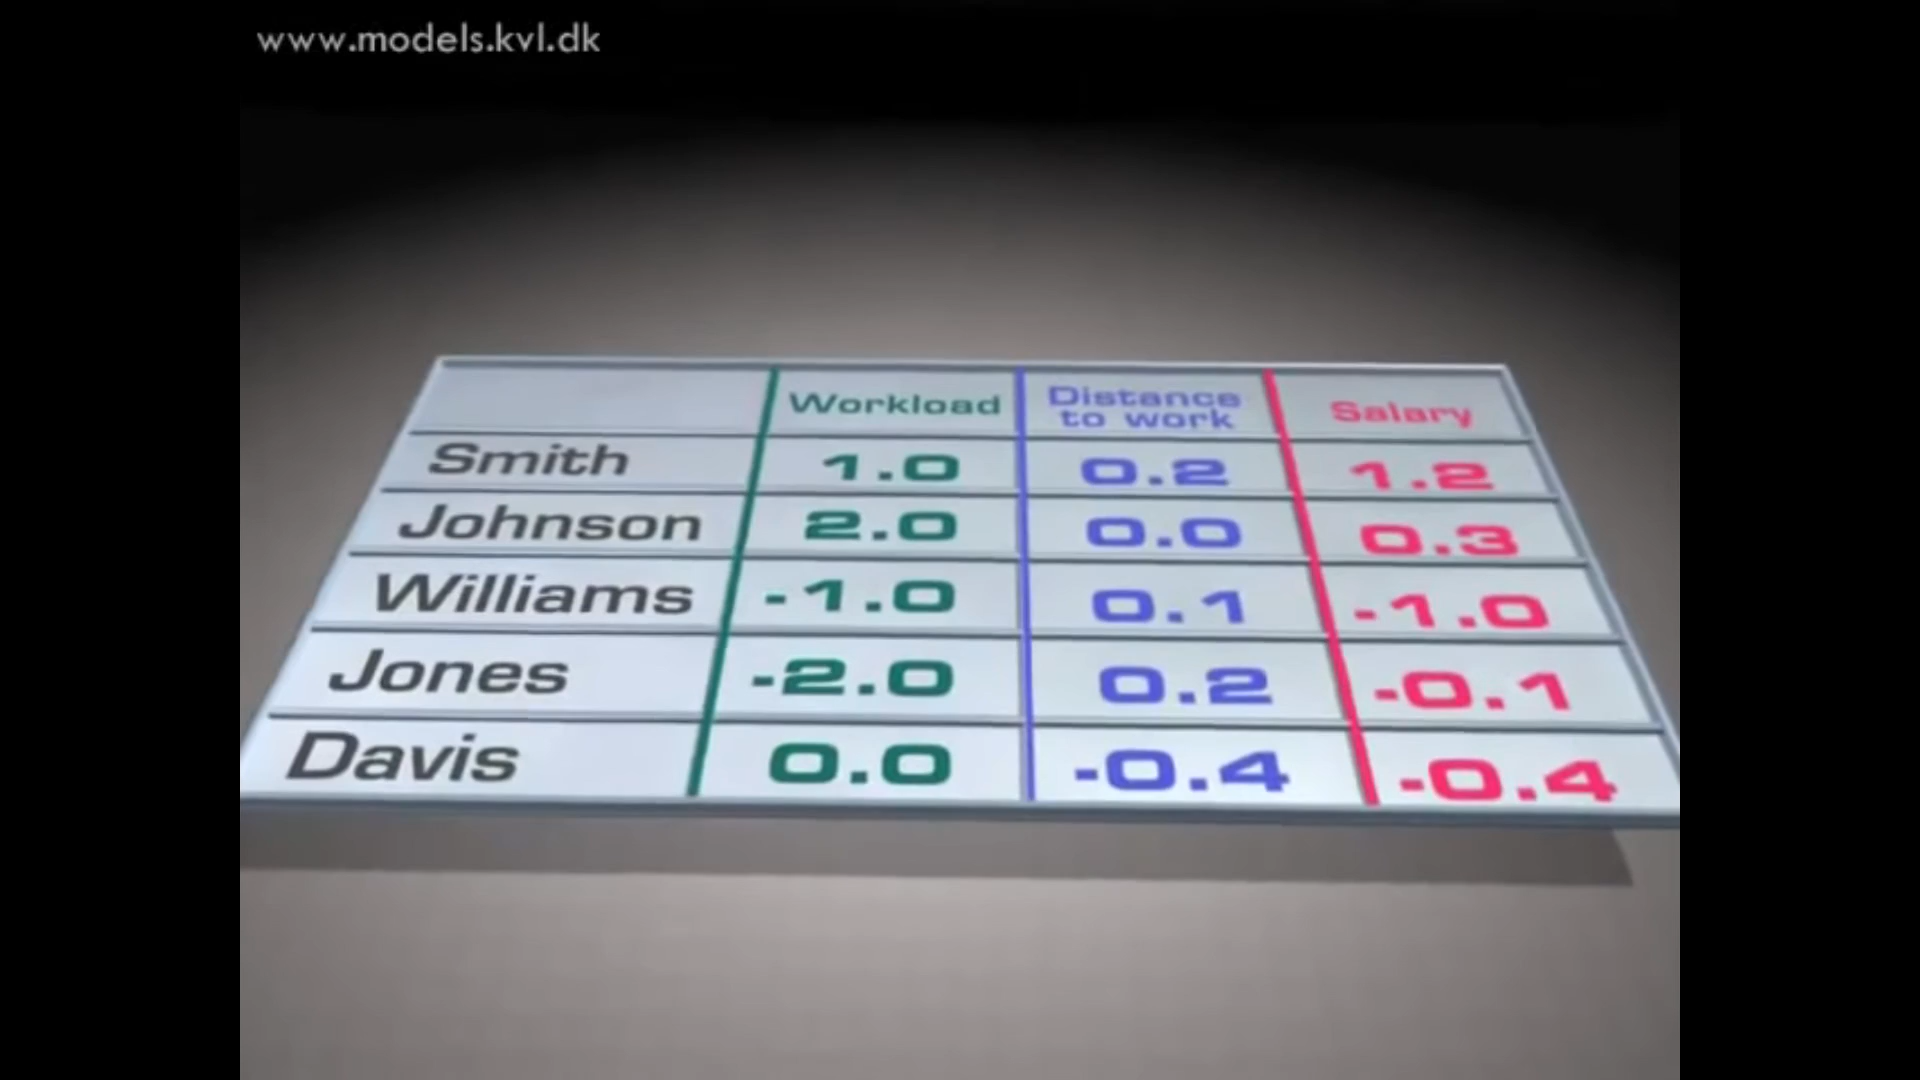 www.models.kvl.dk
Workload Distance to work Salary
Smith 1.0 0.2 1.2
Johnson 2.0 0.0 0.3
Williams -1.0 0.1 -1.0
Jones -2.0 0.2 -0.1
Davis 0.0 -0.4 -0.4